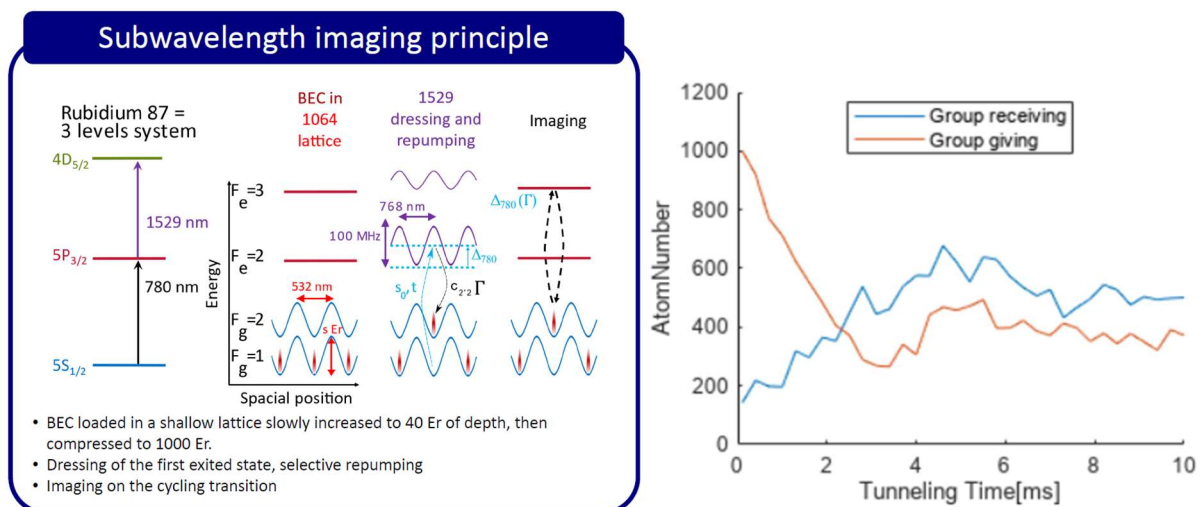 Subwavelength imaging principle
Rubidium 87 =
3 levels system
4D5/2
1529 nm
5P3/2
780 nm
5S1/2
BEC in
1064
lattice
1529
dressing and
repumping
Imaging
Energy
Fe=3
Fe=2
Fg=2
Fg=1
532 nm
s Er
768 nm
100 MHz
Δ780
s0, t
c2'2 Γ
Δ780(Γ)
Spacial position
• BEC loaded in a shallow lattice slowly increased to 40 Er of depth, then
compressed to 1000 Er.
• Dressing of the first exited state, selective repumping
• Imaging on the cycling transition
Group receiving
Group giving
AtomNumber
1200
1000
800
600
400
200
0
0 2 4 6 8 10
Tunneling Time[ms]